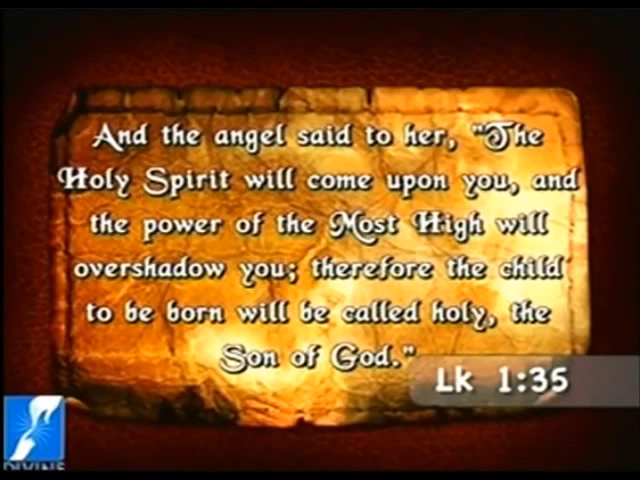 And the angel said to her, "The
Holy Spirit will come upon you, and
the power of the Most High will
overshadow you; therefore the child
to be born will be called holy, the
Son of God."
Lk 1:35
DIVINE